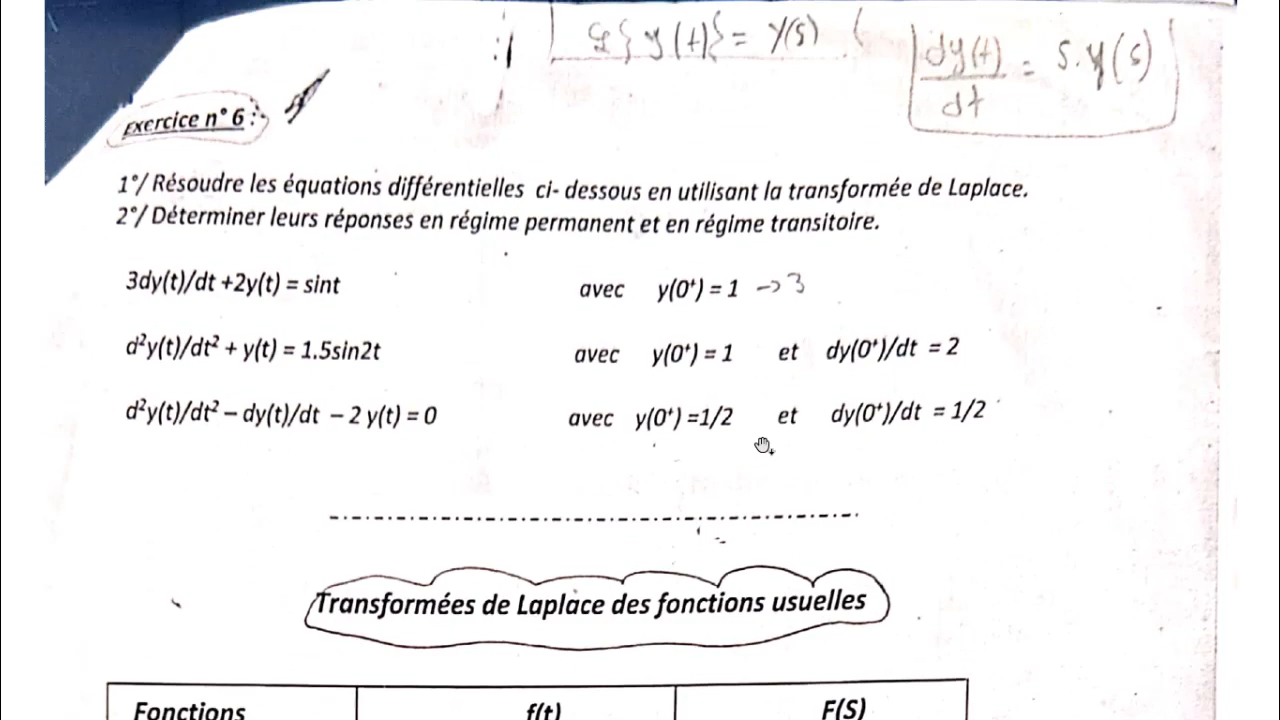 ℒ{y(t)} = Y(s)
dy(t)/dt = s.y(s)
Exercice n° 6 :-
1°/ Résoudre les équations différentielles ci- dessous en utilisant la transformée de Laplace.
2°/ Déterminer leurs réponses en régime permanent et en régime transitoire.
3dy(t)/dt +2y(t) = sint avec y(0⁺) = 1 -> 3
d²y(t)/dt² + y(t) = 1.5sin2t avec y(0⁺) = 1 et dy(0⁺)/dt = 2
d²y(t)/dt² – dy(t)/dt – 2 y(t) = 0 avec y(0⁺) =1/2 et dy(0⁺)/dt = 1/2
Transformées de Laplace des fonctions usuelles
Fonctions f(t) F(S)